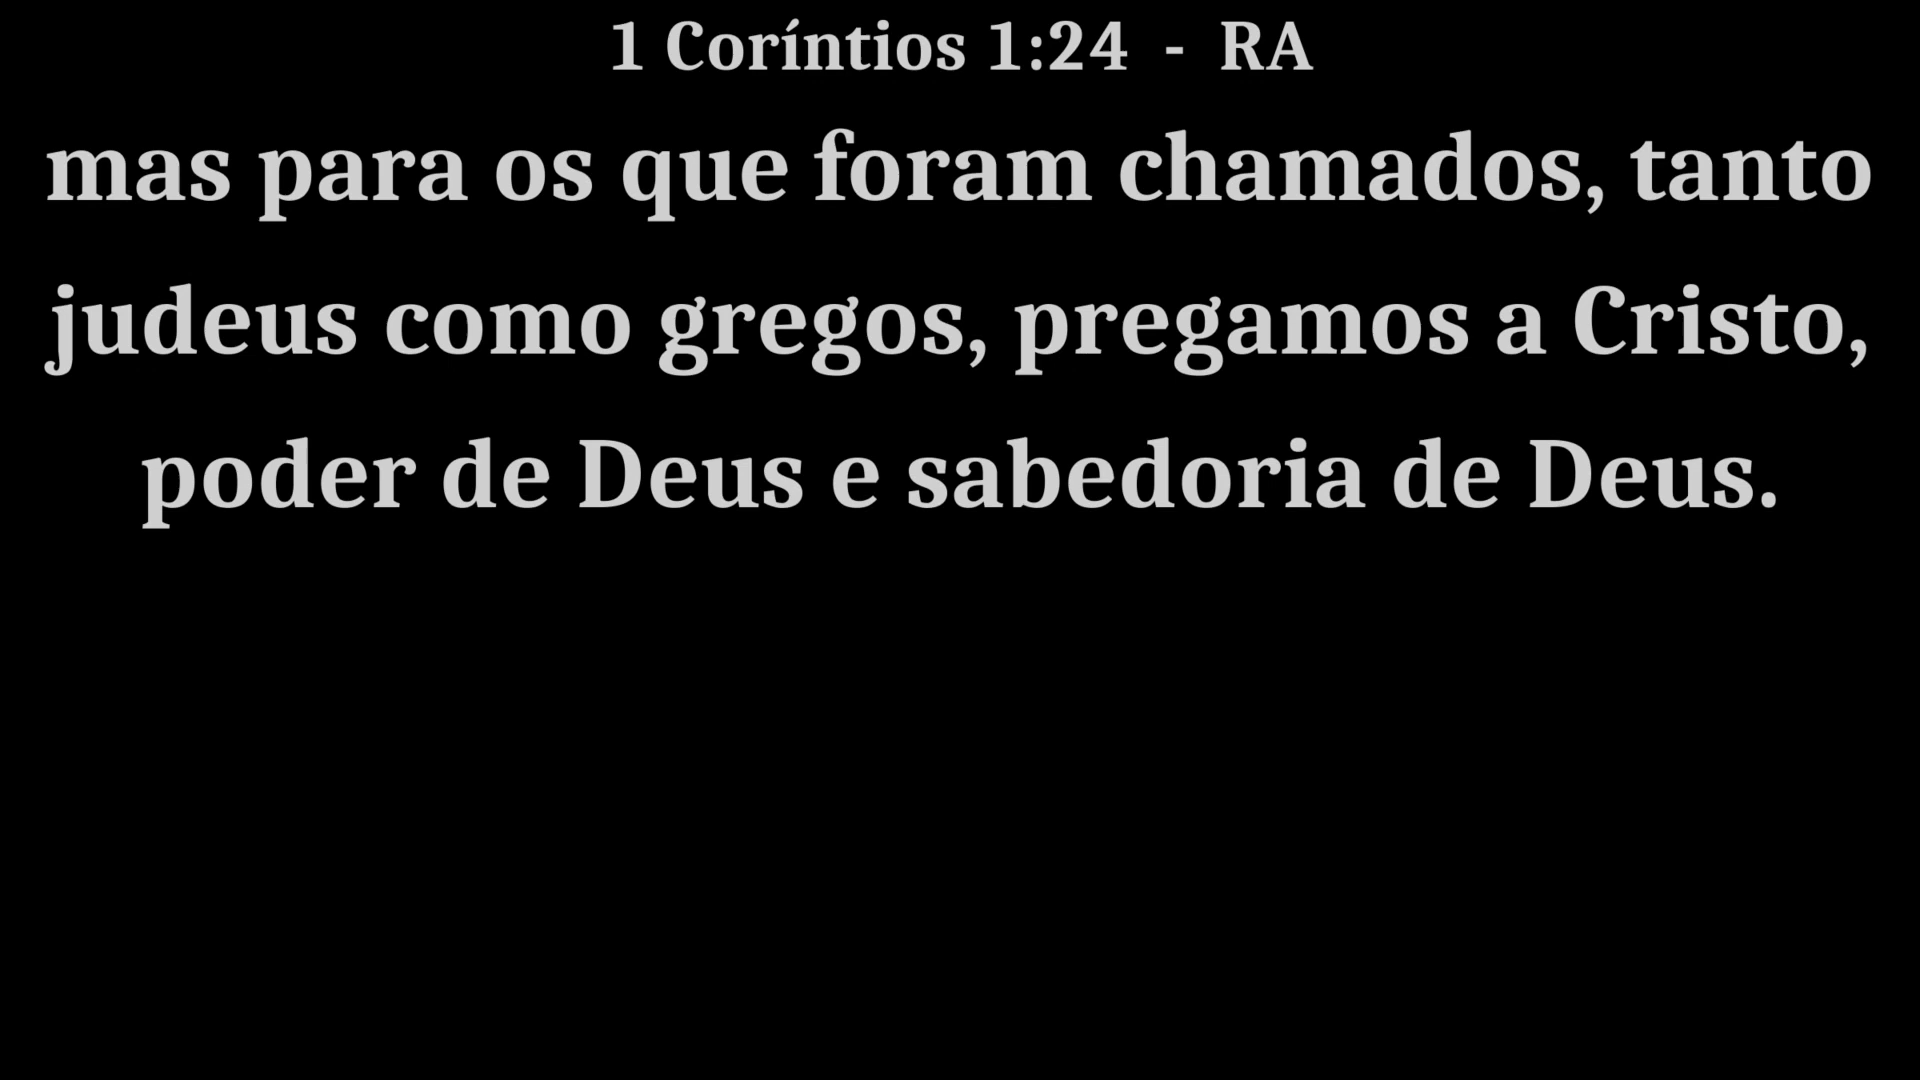 1 Coríntios 1:24 - RA
mas para os que foram chamados, tanto
judeus como gregos, pregamos a Cristo,
poder de Deus e sabedoria de Deus.